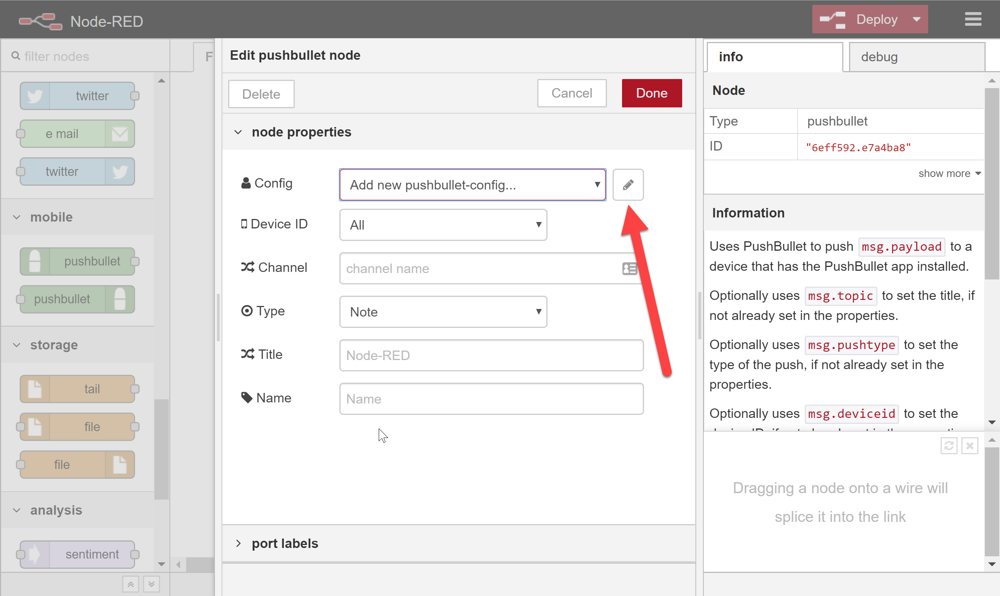 Node-RED
Deploy
filter nodes
twitter
e mail
twitter
mobile
pushbullet
pushbullet
storage
tail
file
file
analysis
sentiment
F
Edit pushbullet node
Delete
Cancel
Done
node properties
Config
Add new pushbullet-config...
Device ID
All
Channel
channel name
Type
Note
Title
Node-RED
Name
Name
port labels
info
debug
Node
Type
pushbullet
ID
"6eff592.e7a4ba8"
show more
Information
Uses PushBullet to push msg.payload to a
device that has the PushBullet app installed.
Optionally uses msg.topic to set the title, if
not already set in the properties.
Optionally uses msg.pushtype to set the
type of the push, if not already set in the
properties.
Optionally uses msg.deviceid to set the
Dragging a node onto a wire will
splice it into the link